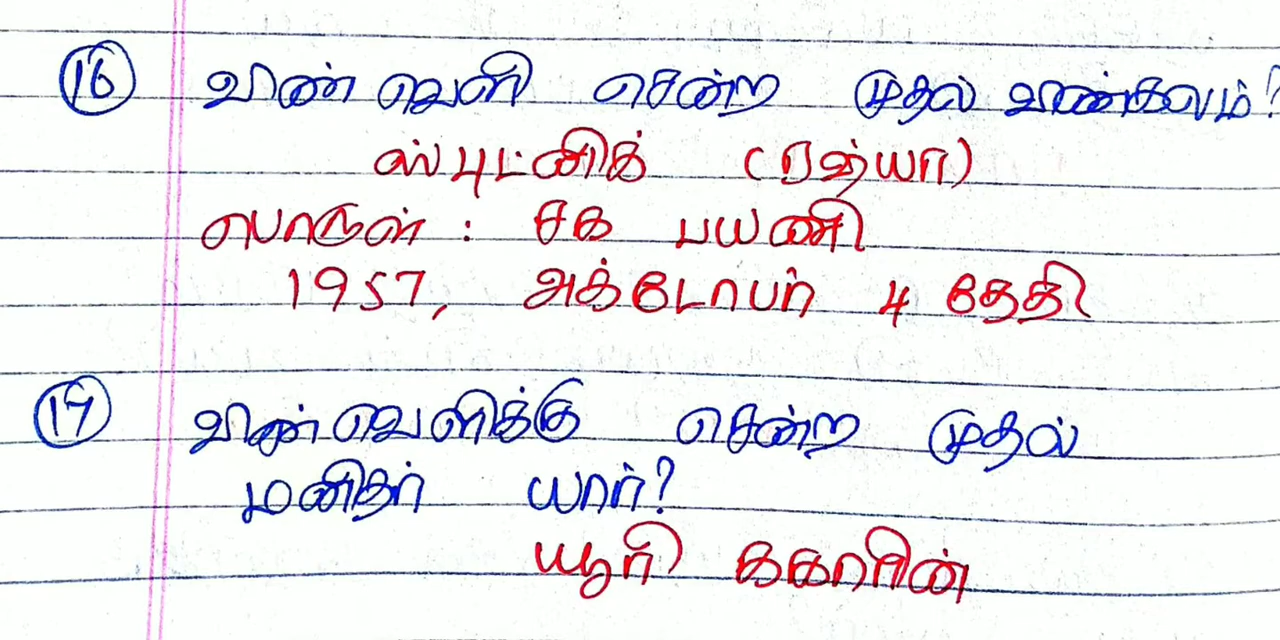 16 விண்வெளி சென்ற முதல் விண்கலம்?
ஸ்புட்னிக் (ரஷ்யா)
பொருள் : சக பயணி
1957, அக்டோபர் 4 தேதி
17 விண்வெளிக்கு சென்ற முதல்
மனிதர் யார்?
யூரி ககாரின்